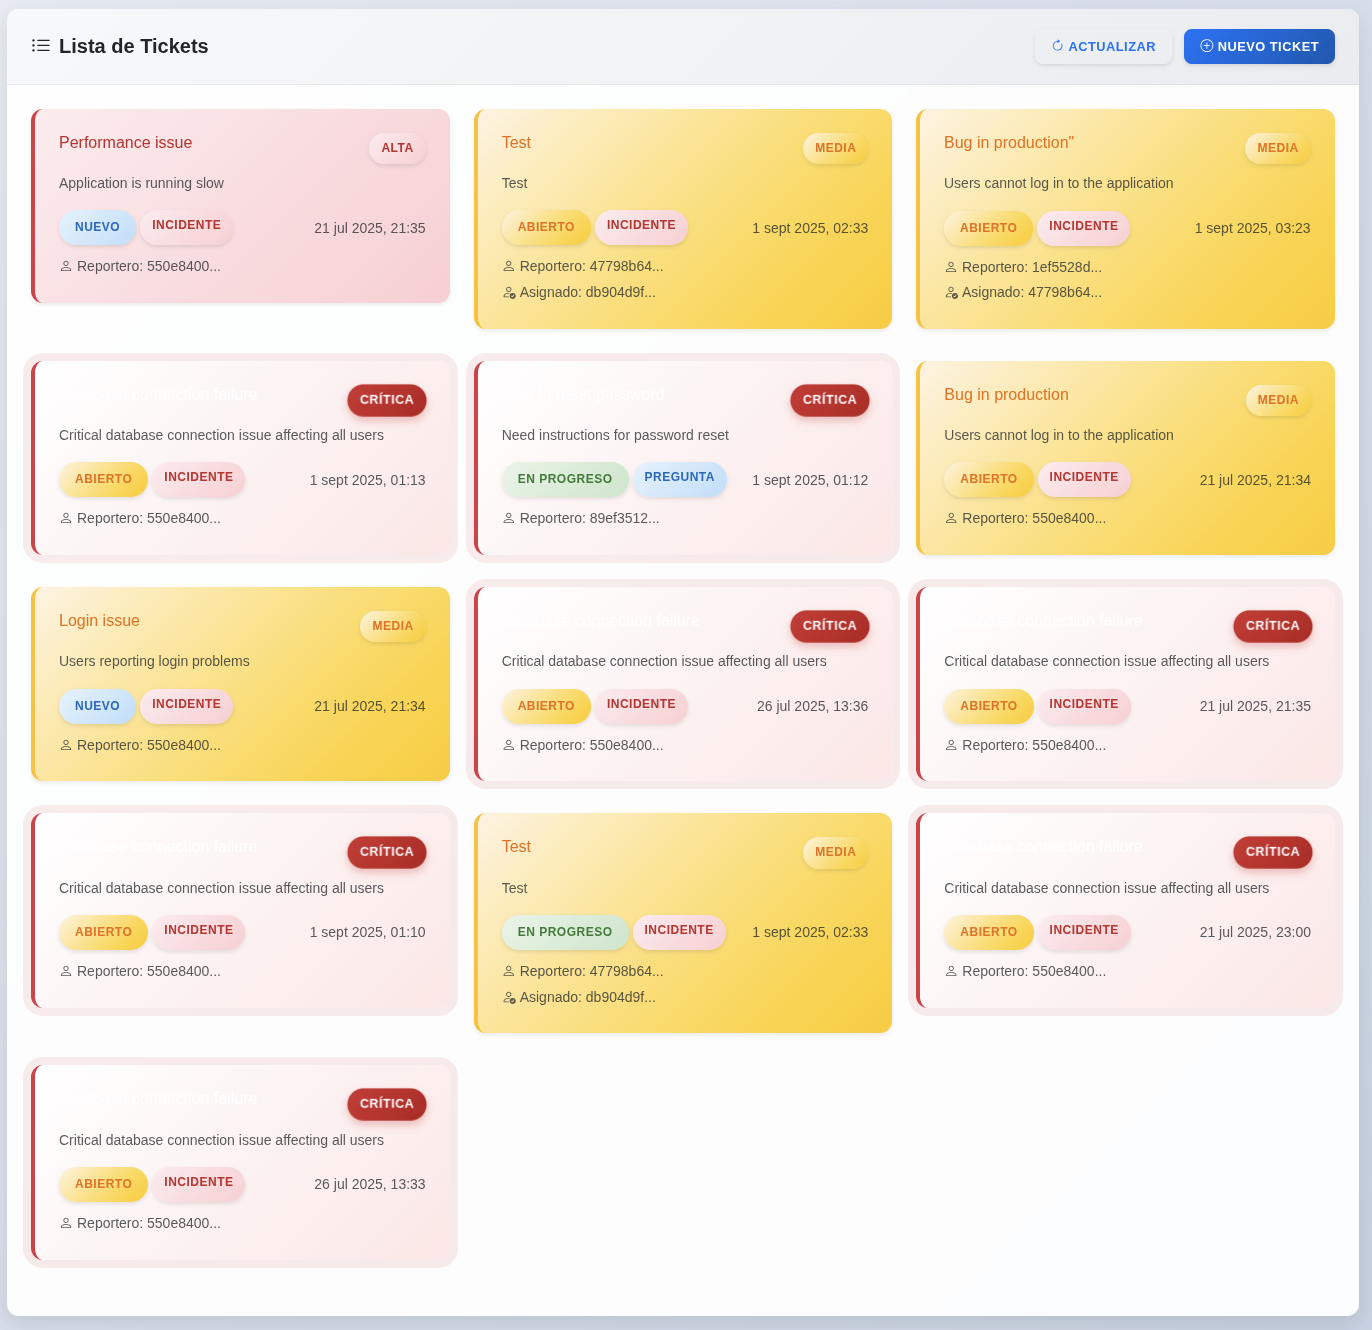 Lista de Tickets
ACTUALIZAR
NUEVO TICKET
Performance issue
ALTA
Application is running slow
NUEVO
INCIDENTE
21 jul 2025, 21:35
Reportero: 550e8400...
Test
MEDIA
Test
ABIERTO
INCIDENTE
1 sept 2025, 02:33
Reportero: 47798b64...
Asignado: db904d9f...
Bug in production"
MEDIA
Users cannot log in to the application
ABIERTO
INCIDENTE
1 sept 2025, 03:23
Reportero: 1ef5528d...
Asignado: 47798b64...
connection failure
CRÍTICA
Critical database connection issue affecting all users
ABIERTO
INCIDENTE
1 sept 2025, 01:13
Reportero: 550e8400...
reset password
CRÍTICA
Need instructions for password reset
EN PROGRESO
PREGUNTA
1 sept 2025, 01:12
Reportero: 89ef3512...
Bug in production
MEDIA
Users cannot log in to the application
ABIERTO
INCIDENTE
21 jul 2025, 21:34
Reportero: 550e8400...
Login issue
MEDIA
Users reporting login problems
NUEVO
INCIDENTE
21 jul 2025, 21:34
Reportero: 550e8400...
connection failure
CRÍTICA
Critical database connection issue affecting all users
ABIERTO
INCIDENTE
26 jul 2025, 13:36
Reportero: 550e8400...
connection failure
CRÍTICA
Critical database connection issue affecting all users
ABIERTO
INCIDENTE
21 jul 2025, 21:35
Reportero: 550e8400...
connection failure
CRÍTICA
Critical database connection issue affecting all users
ABIERTO
INCIDENTE
1 sept 2025, 01:10
Reportero: 550e8400...
Test
MEDIA
Test
EN PROGRESO
INCIDENTE
1 sept 2025, 02:33
Reportero: 47798b64...
Asignado: db904d9f...
connection failure
CRÍTICA
Critical database connection issue affecting all users
ABIERTO
INCIDENTE
21 jul 2025, 23:00
Reportero: 550e8400...
connection failure
CRÍTICA
Critical database connection issue affecting all users
ABIERTO
INCIDENTE
26 jul 2025, 13:33
Reportero: 550e8400...